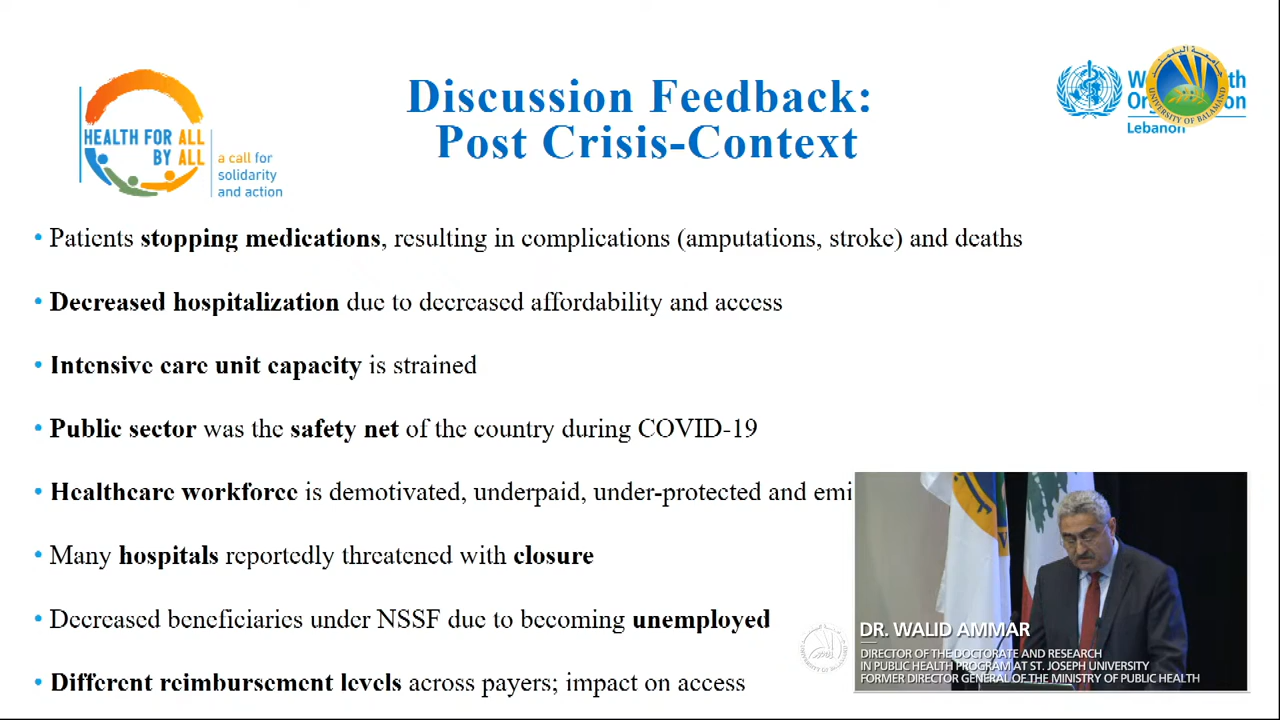 Discussion Feedback:
Post Crisis-Context
HEALTH FOR ALL
BY ALL
a call for
solidarity
and action
Lebanon
UNIVERSITY OF BALAMAND
• Patients stopping medications, resulting in complications (amputations, stroke) and deaths
• Decreased hospitalization due to decreased affordability and access
• Intensive care unit capacity is strained
• Public sector was the safety net of the country during COVID-19
• Healthcare workforce is demotivated, underpaid, under-protected and emi
• Many hospitals reportedly threatened with closure
• Decreased beneficiaries under NSSF due to becoming unemployed
• Different reimbursement levels across payers; impact on access
DR. WALID AMMAR
DIRECTOR OF THE DOCTORATE AND RESEARCH
IN PUBLIC HEALTH PROGRAM AT ST. JOSEPH UNIVERSITY
FORMER DIRECTOR GENERAL OF THE MINISTRY OF PUBLIC HEALTH